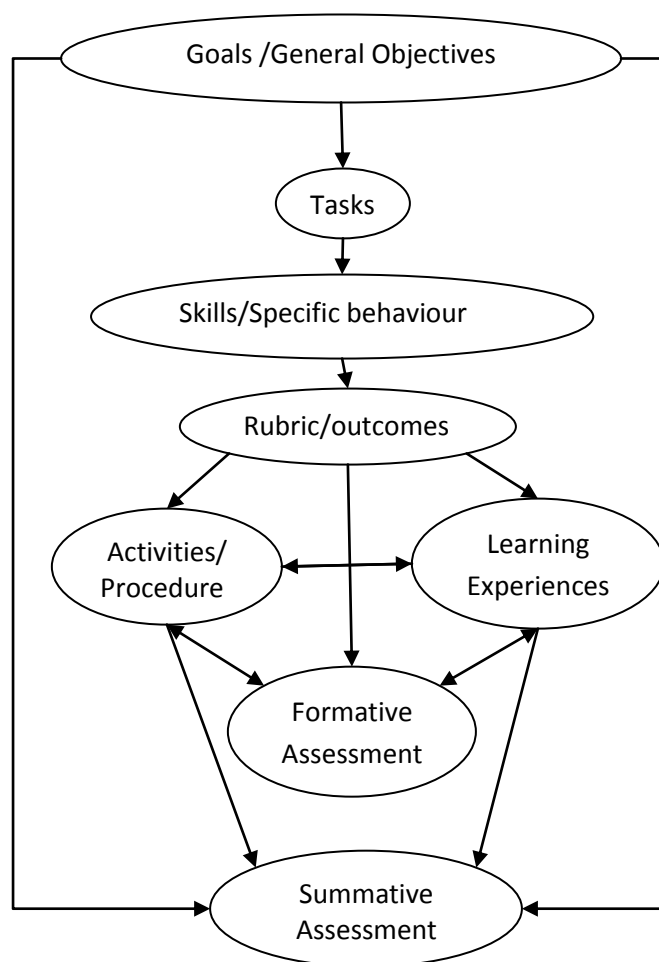 Goals /General Objectives
Tasks
Skills/Specific behaviour
Rubric/outcomes
Activities/
Procedure
Learning
Experiences
Formative
Assessment
Summative
Assessment